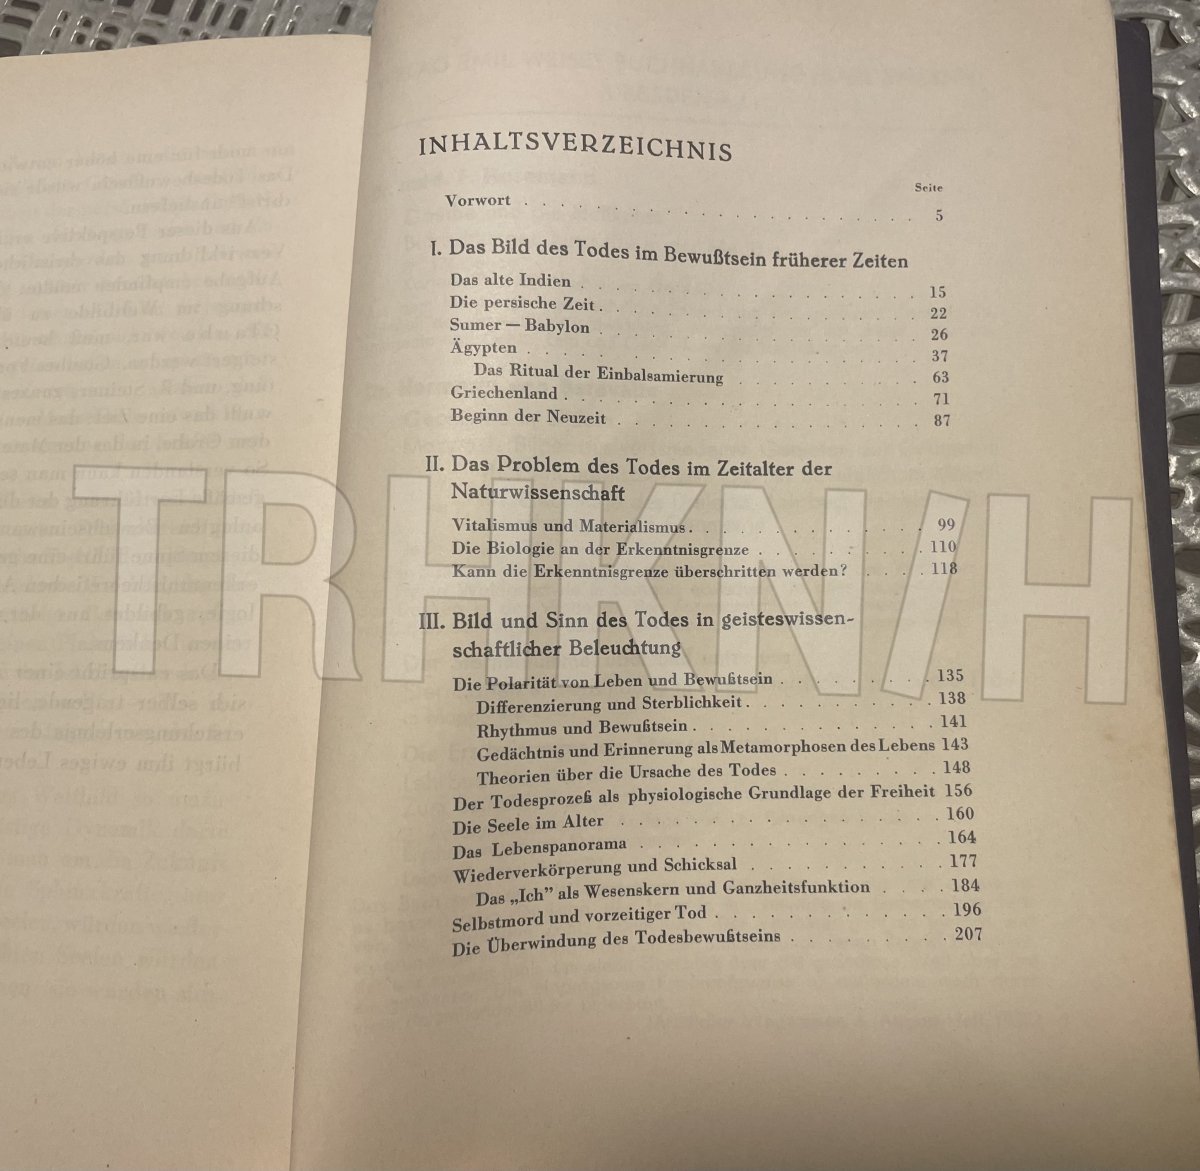 INHALTSVERZEICHNIS
Seite
Vorwort . . . . . . . . . . . . . . . . . . 5
I. Das Bild des Todes im Bewußtsein früherer Zeiten
Das alte Indien . . . . . . . . . . . . . . . 15
Die persische Zeit . . . . . . . . . . . . . . 22
Sumer — Babylon . . . . . . . . . . . . . . 26
Ägypten . . . . . . . . . . . . . . . . . 37
Das Ritual der Einbalsamierung . . . . . . . . . 63
Griechenland . . . . . . . . . . . . . . . . 71
Beginn der Neuzeit . . . . . . . . . . . . . . 87
II. Das Problem des Todes im Zeitalter der
Naturwissenschaft
Vitalismus und Materialismus . . . . . . . . . . 99
Die Biologie an der Erkenntnisgrenze . . . . . . . . 110
Kann die Erkenntnisgrenze überschritten werden? . . . . 118
III. Bild und Sinn des Todes in geisteswissen-
schaftlicher Beleuchtung
Die Polarität von Leben und Bewußtsein . . . . . . . . 135
Differenzierung und Sterblichkeit . . . . . . . . . 138
Rhythmus und Bewußtsein . . . . . . . . . . . 141
Gedächtnis und Erinnerung als Metamorphosen des Lebens 143
Theorien über die Ursache des Todes . . . . . . . . 148
Der Todesprozeß als physiologische Grundlage der Freiheit 156
Die Seele im Alter . . . . . . . . . . . . . . 160
Das Lebenspanorama . . . . . . . . . . . . . 164
Wiederverkörperung und Schicksal . . . . . . . . . 177
Das „Ich” als Wesenskern und Ganzheitsfunktion . . . . 184
Selbstmord und vorzeitiger Tod . . . . . . . . . . 196
Die Überwindung des Todesbewußtseins . . . . . . . . 207
TRHKN/H